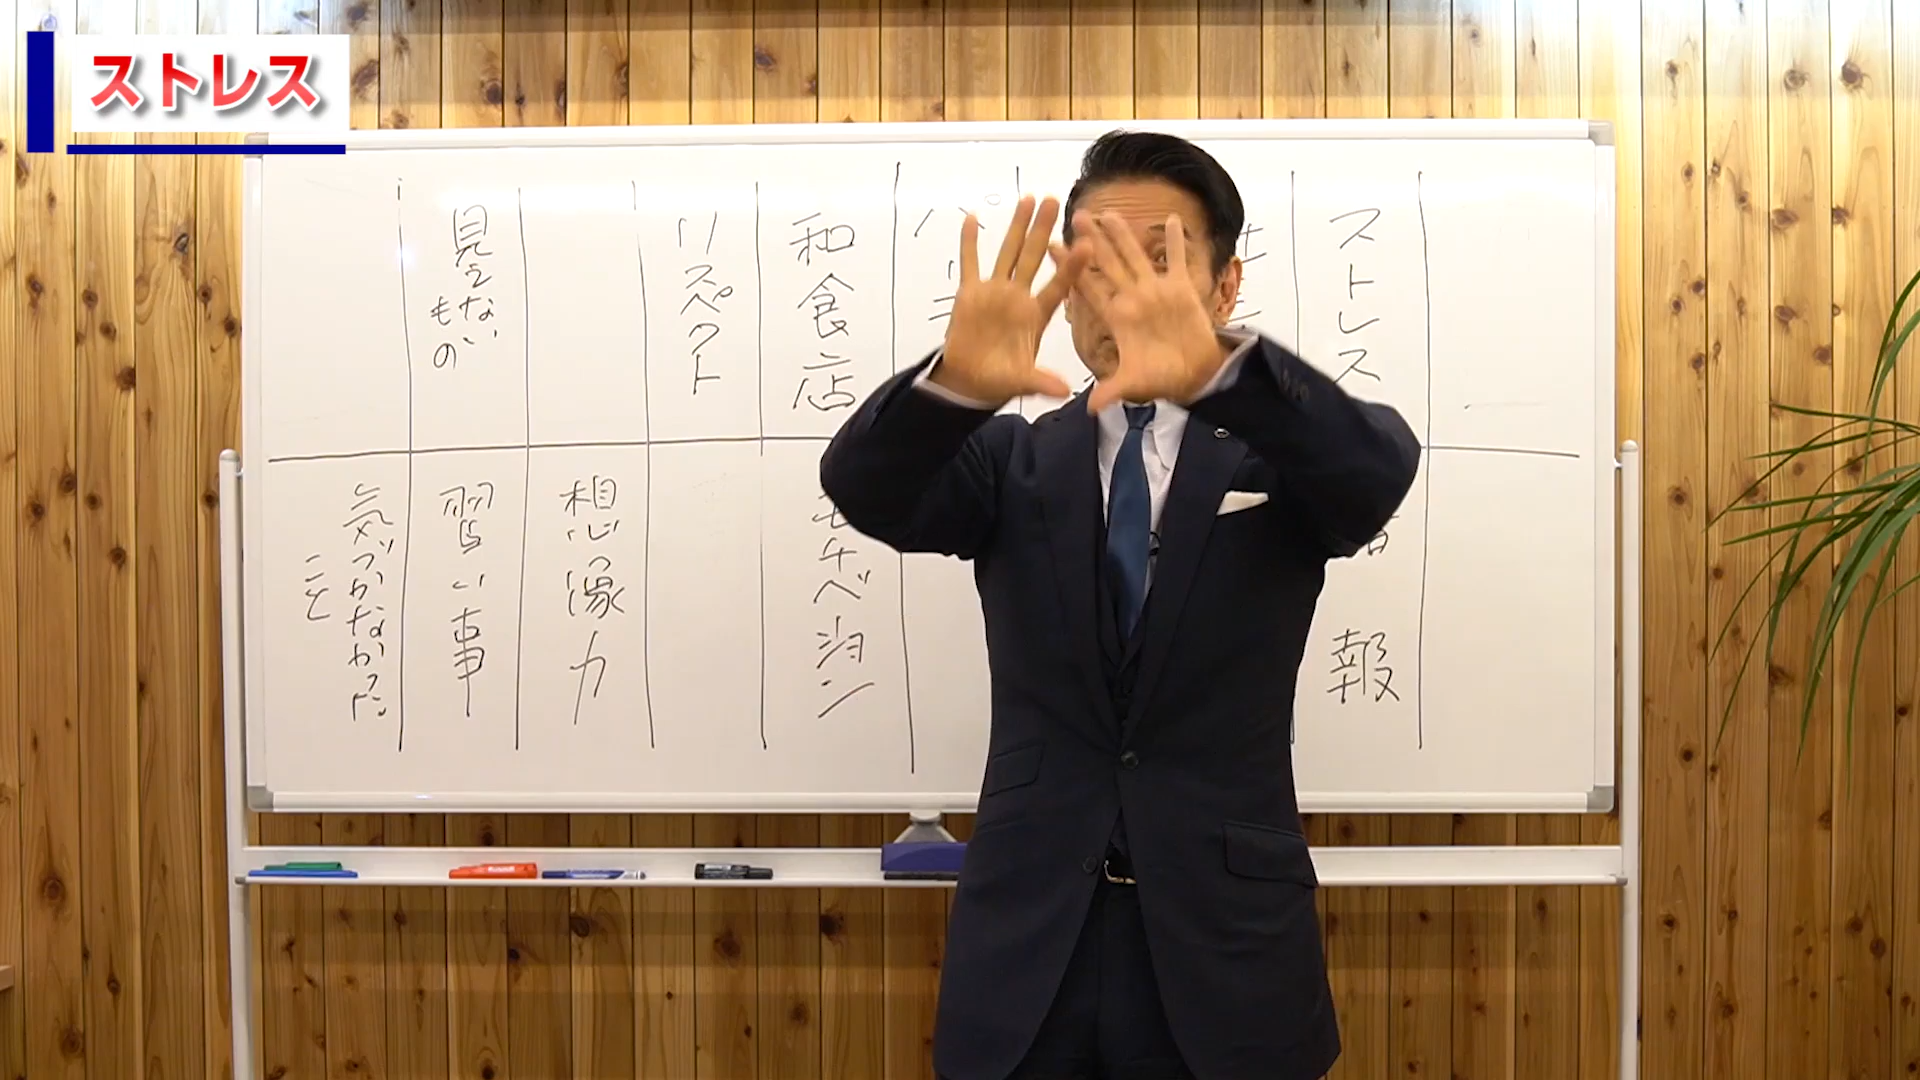 ストレス
ストレス
報
和食店
モチベション
リスペクト
想像力
見えない
もの
習い事
気づかなかった
こと